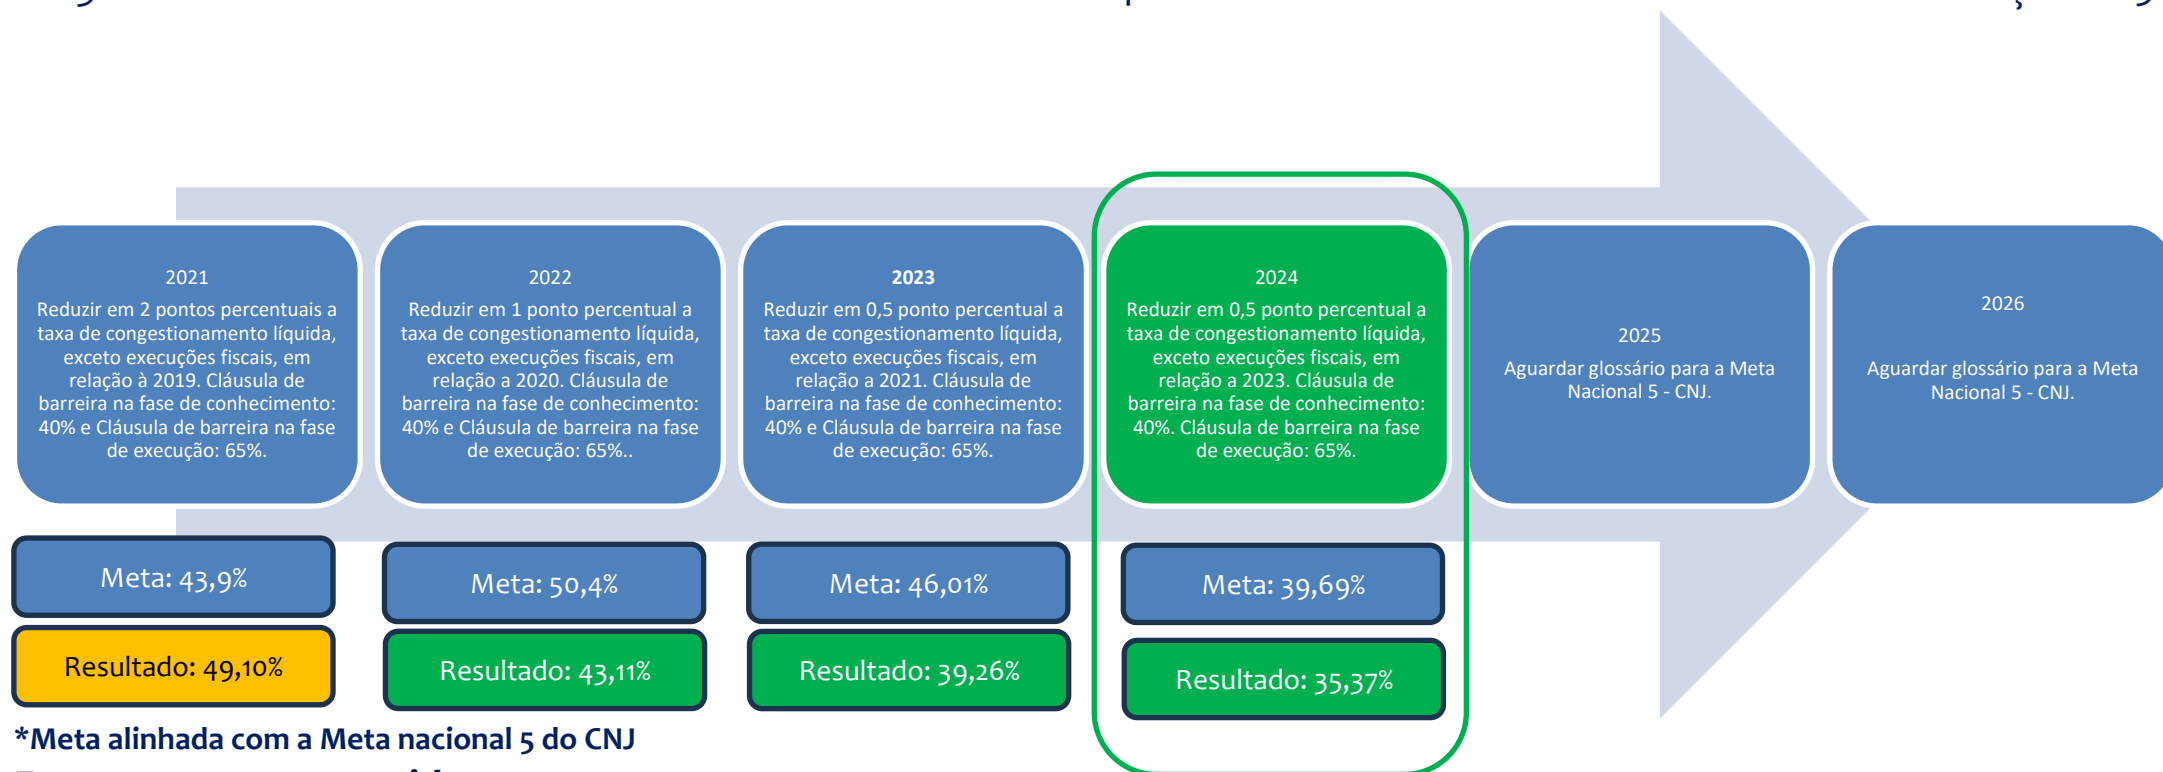 2021
Reduzir em 2 pontos percentuais a
taxa de congestionamento líquida,
exceto execuções fiscais, em
relação à 2019. Cláusula de
barreira na fase de conhecimento:
40% e Cláusula de barreira na fase
de execução: 65%.
2022
Reduzir em 1 ponto percentual a
taxa de congestionamento líquida,
exceto execuções fiscais, em
relação a 2020. Cláusula de
barreira na fase de conhecimento:
40% e Cláusula de barreira na fase
de execução: 65%..
2023
Reduzir em 0,5 ponto percentual a
taxa de congestionamento líquida,
exceto execuções fiscais, em
relação a 2021. Cláusula de
barreira na fase de conhecimento:
40% e Cláusula de barreira na fase
de execução: 65%.
2024
Reduzir em 0,5 ponto percentual a
taxa de congestionamento líquida,
exceto execuções fiscais, em
relação a 2023. Cláusula de
barreira na fase de conhecimento:
40%. Cláusula de barreira na fase
de execução: 65%.
2025
Aguardar glossário para a Meta
Nacional 5 - CNJ.
2026
Aguardar glossário para a Meta
Nacional 5 - CNJ.
Meta: 43,9%
Meta: 50,4%
Meta: 46,01%
Meta: 39,69%
Resultado: 49,10%
Resultado: 43,11%
Resultado: 39,26%
Resultado: 35,37%
*Meta alinhada com a Meta nacional 5 do CNJ